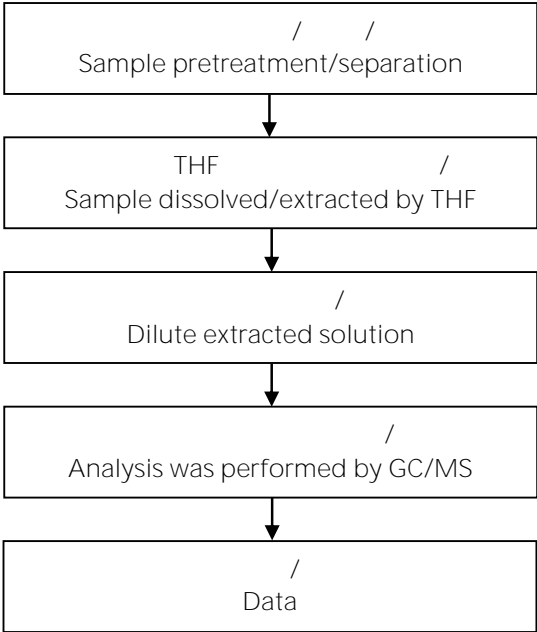 / /
Sample pretreatment/separation
THF /
Sample dissolved/extracted by THF
/
Dilute extracted solution
/
Analysis was performed by GC/MS
/
Data